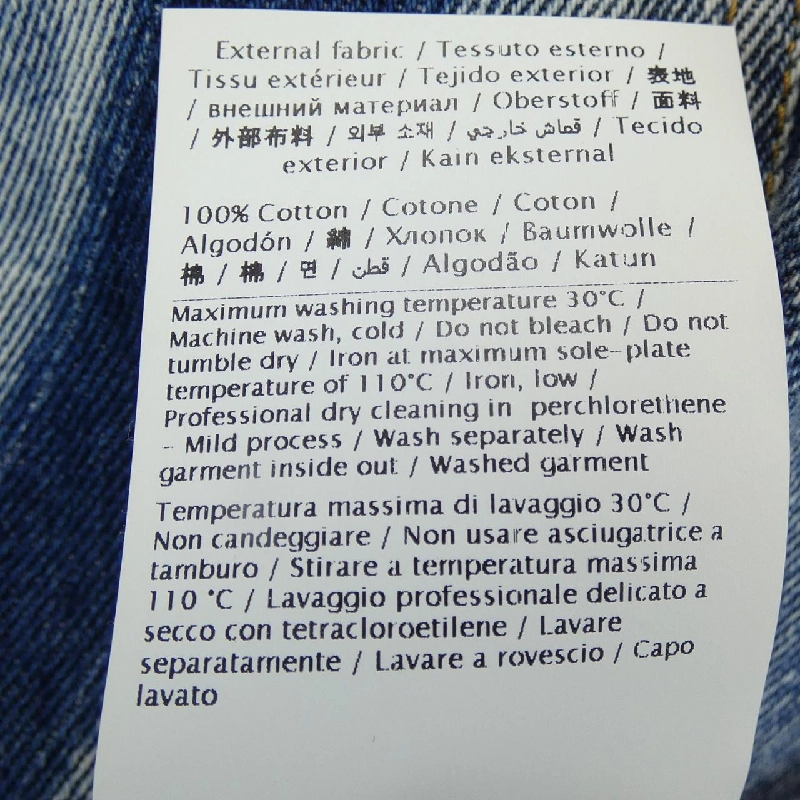 External fabric / Tessuto esterno /
Tissu extérieur / Tejido exterior / 表地
/ внешний материал / Oberstoff / 面料
/ 外部布料 / 외부 소재 / قماش خارجي / Tecido
exterior / Kain eksternal
100% Cotton / Cotone / Coton /
Algodón / 綿 / Хлопок / Baumwolle /
棉 / 棉 / 면 / قطن / Algodão / Katun
Maximum washing temperature 30°C /
Machine wash, cold / Do not bleach / Do not
tumble dry / Iron at maximum sole-plate
temperature of 110°C / Iron, low /
Professional dry cleaning in perchlorethene
- Mild process / Wash separately / Wash
garment inside out / Washed garment
Temperatura massima di lavaggio 30°C /
Non candeggiare / Non usare asciugatrice a
tamburo / Stirare a temperatura massima
110 °C / Lavaggio professionale delicato a
secco con tetracloroetilene / Lavare
separatamente / Lavare a rovescio / Capo
lavato